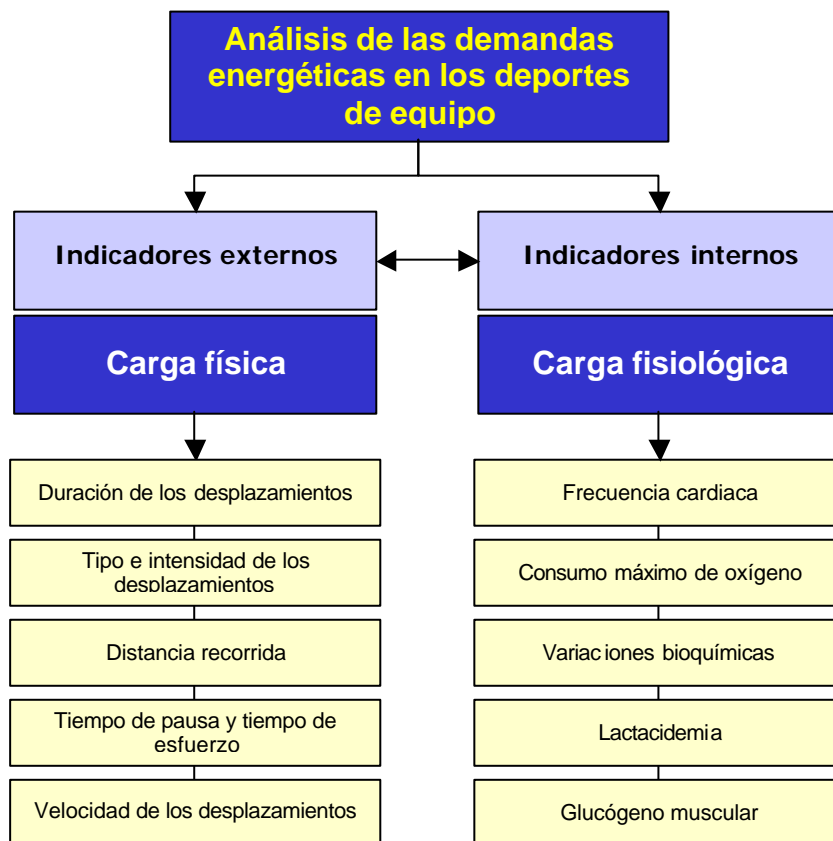 Análisis de las demandas
energéticas en los deportes
de equipo
Indicadores externos
Indicadores internos
Carga física
Carga fisiológica
Duración de los desplazamientos
Tipo e intensidad de los
desplazamientos
Distancia recorrida
Tiempo de pausa y tiempo de
esfuerzo
Velocidad de los desplazamientos
Frecuencia cardiaca
Consumo máximo de oxígeno
Variaciones bioquímicas
Lactacidemia
Glucógeno muscular